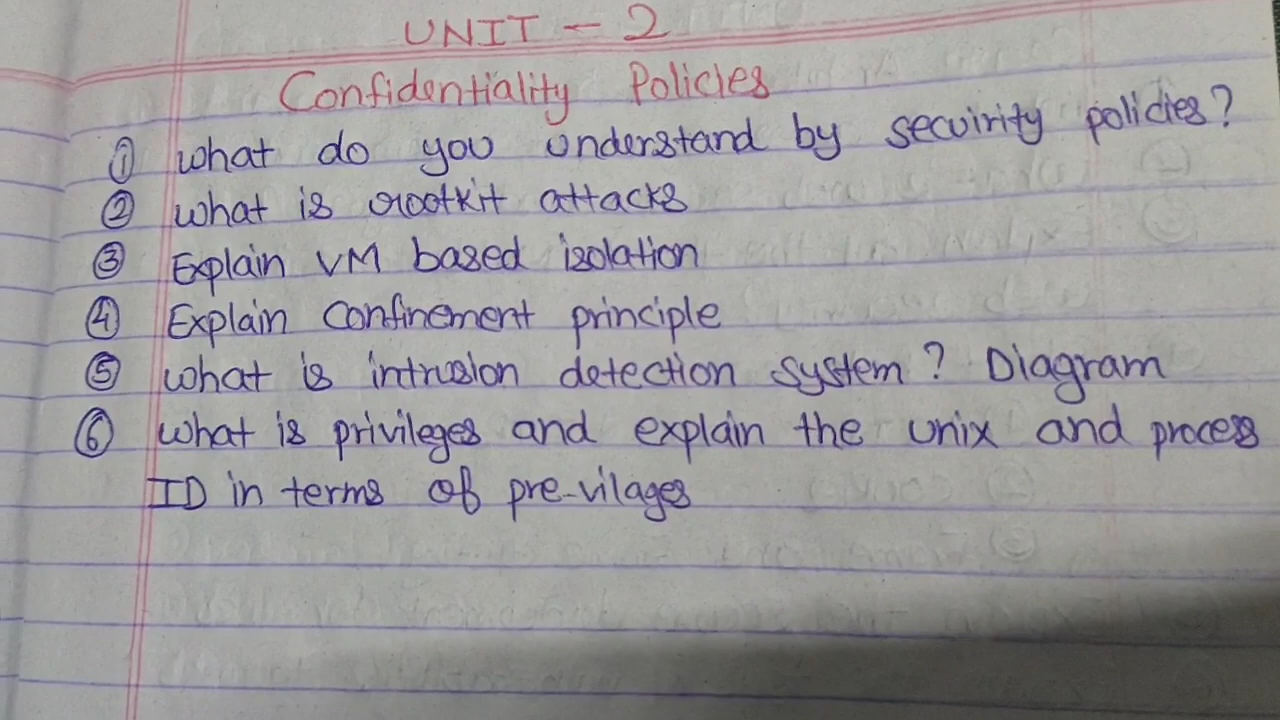 UNIT - 2
Confidentiality Policies
① what do you understand by secuirity policies?
② what is rootkit attacks
③ Explain VM based isolation
④ Explain Confinement principle
⑤ what is intrusion detection system? Diagram
⑥ what is privileges and explain the unix and process
ID in terms of pre-vilages